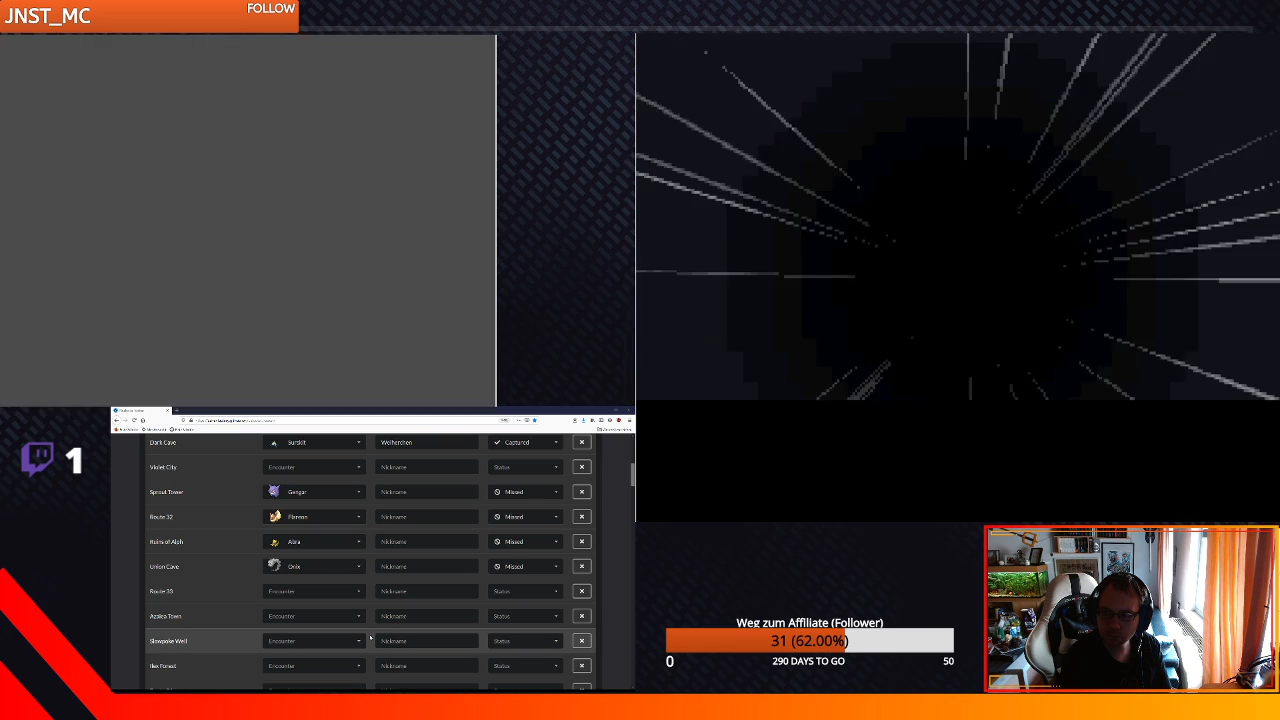 JNST_MC
FOLLOW
Dark Cave Surskit Welherchen Captured
Violet City Encounter Nickname Status
Sprout Tower Gengar Nickname Missed
Route 32 Flareon Nickname Missed
Ruins of Alph Abra Nickname Missed
Union Cave Onix Nickname Missed
Route 33 Encounter Nickname Status
Azalea Town Encounter Nickname Status
Slowpoke Well Encounter Nickname Status
Ilex Forest Encounter Nickname Status
1
Weg zum Affiliate (Follower)
31 (62.00%)
0 290 DAYS TO GO 50